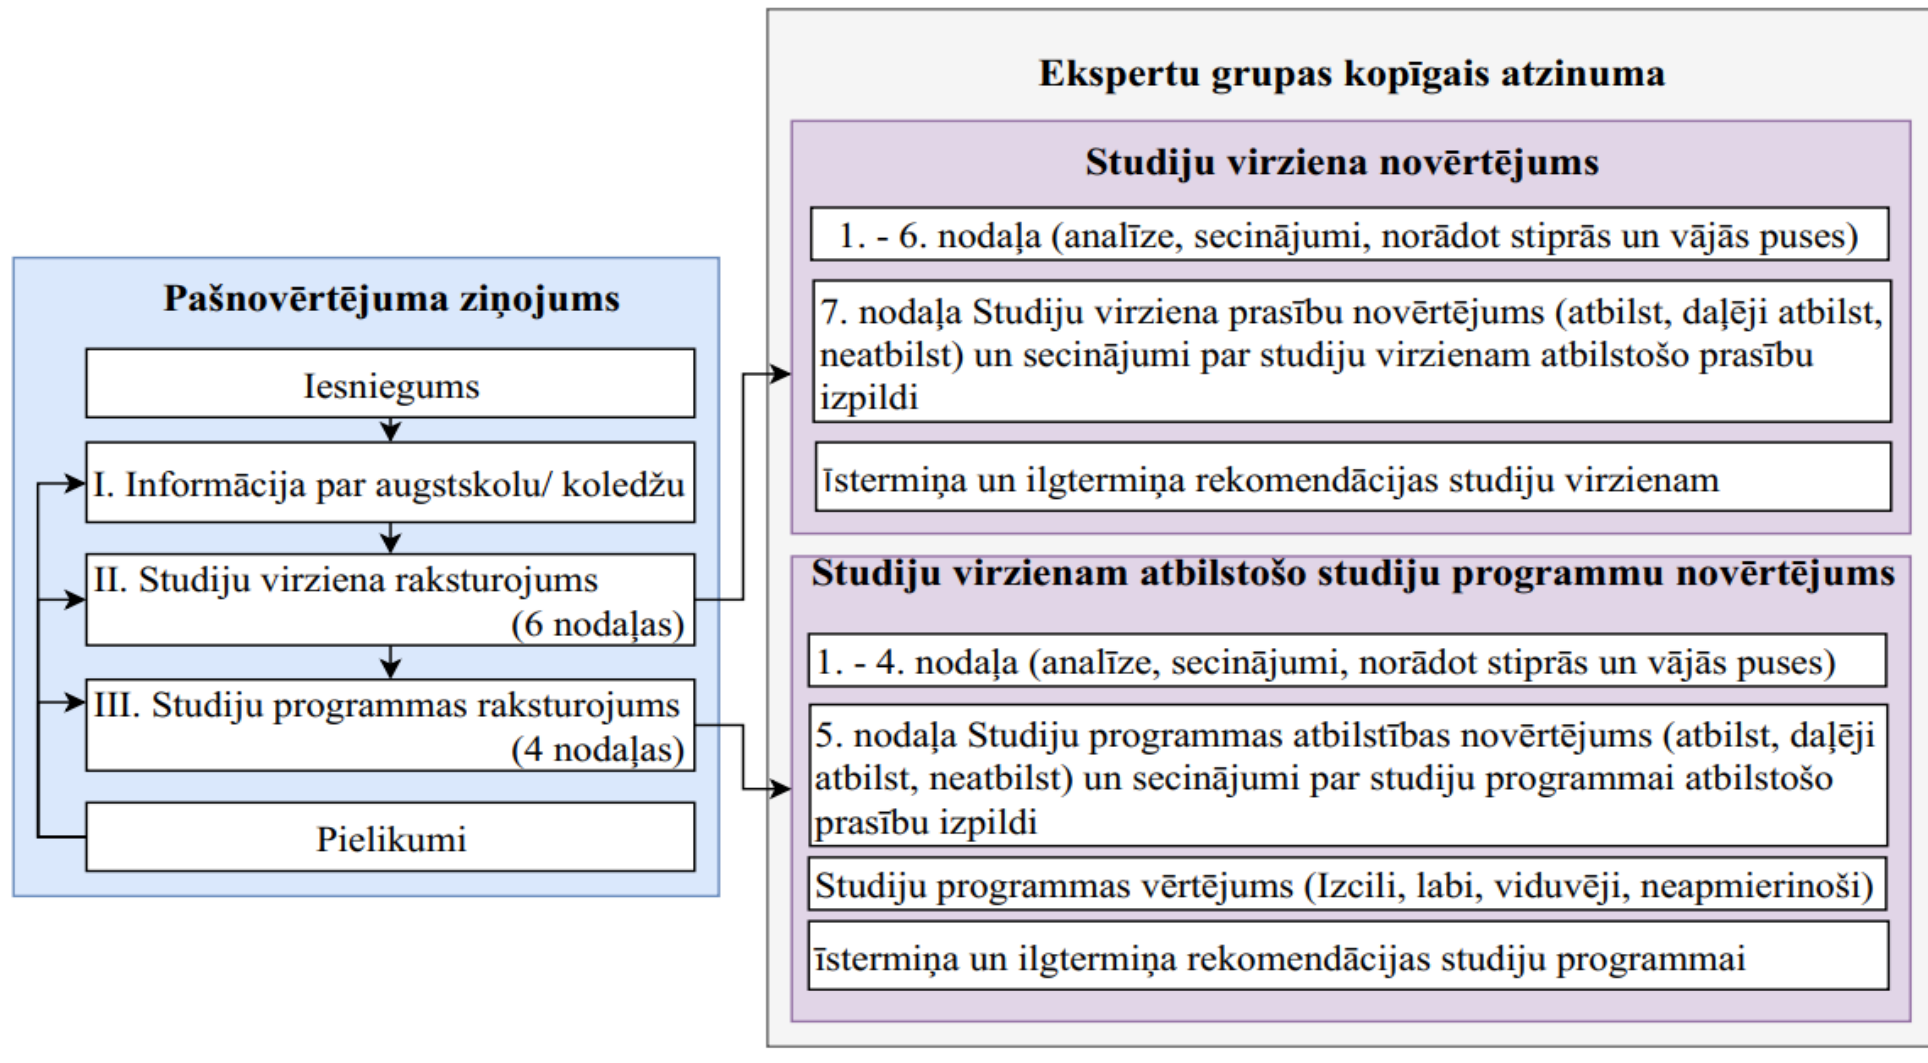 Pašnovērtējuma ziņojums
Iesniegums
I. Informācija par augstskolu/ koledžu
II. Studiju virziena raksturojums
(6 nodaļas)
III. Studiju programmas raksturojums
(4 nodaļas)
Pielikumi
Ekspertu grupas kopīgais atzinuma
Studiju virziena novērtējums
1. - 6. nodaļa (analīze, secinājumi, norādot stiprās un vājās puses)
7. nodaļa Studiju virziena prasību novērtējums (atbilst, daļēji atbilst,
neatbilst) un secinājumi par studiju virzienam atbilstošo prasību
izpildi
īstermiņa un ilgtermiņa rekomendācijas studiju virzienam
Studiju virzienam atbilstošo studiju programmu novērtējums
1. - 4. nodaļa (analīze, secinājumi, norādot stiprās un vājās puses)
5. nodaļa Studiju programmas atbilstības novērtējums (atbilst, daļēji
atbilst, neatbilst) un secinājumi par studiju programmai atbilstošo
prasību izpildi
Studiju programmas vērtējums (Izcili, labi, viduvēji, neapmierinoši)
īstermiņa un ilgtermiņa rekomendācijas studiju programmai